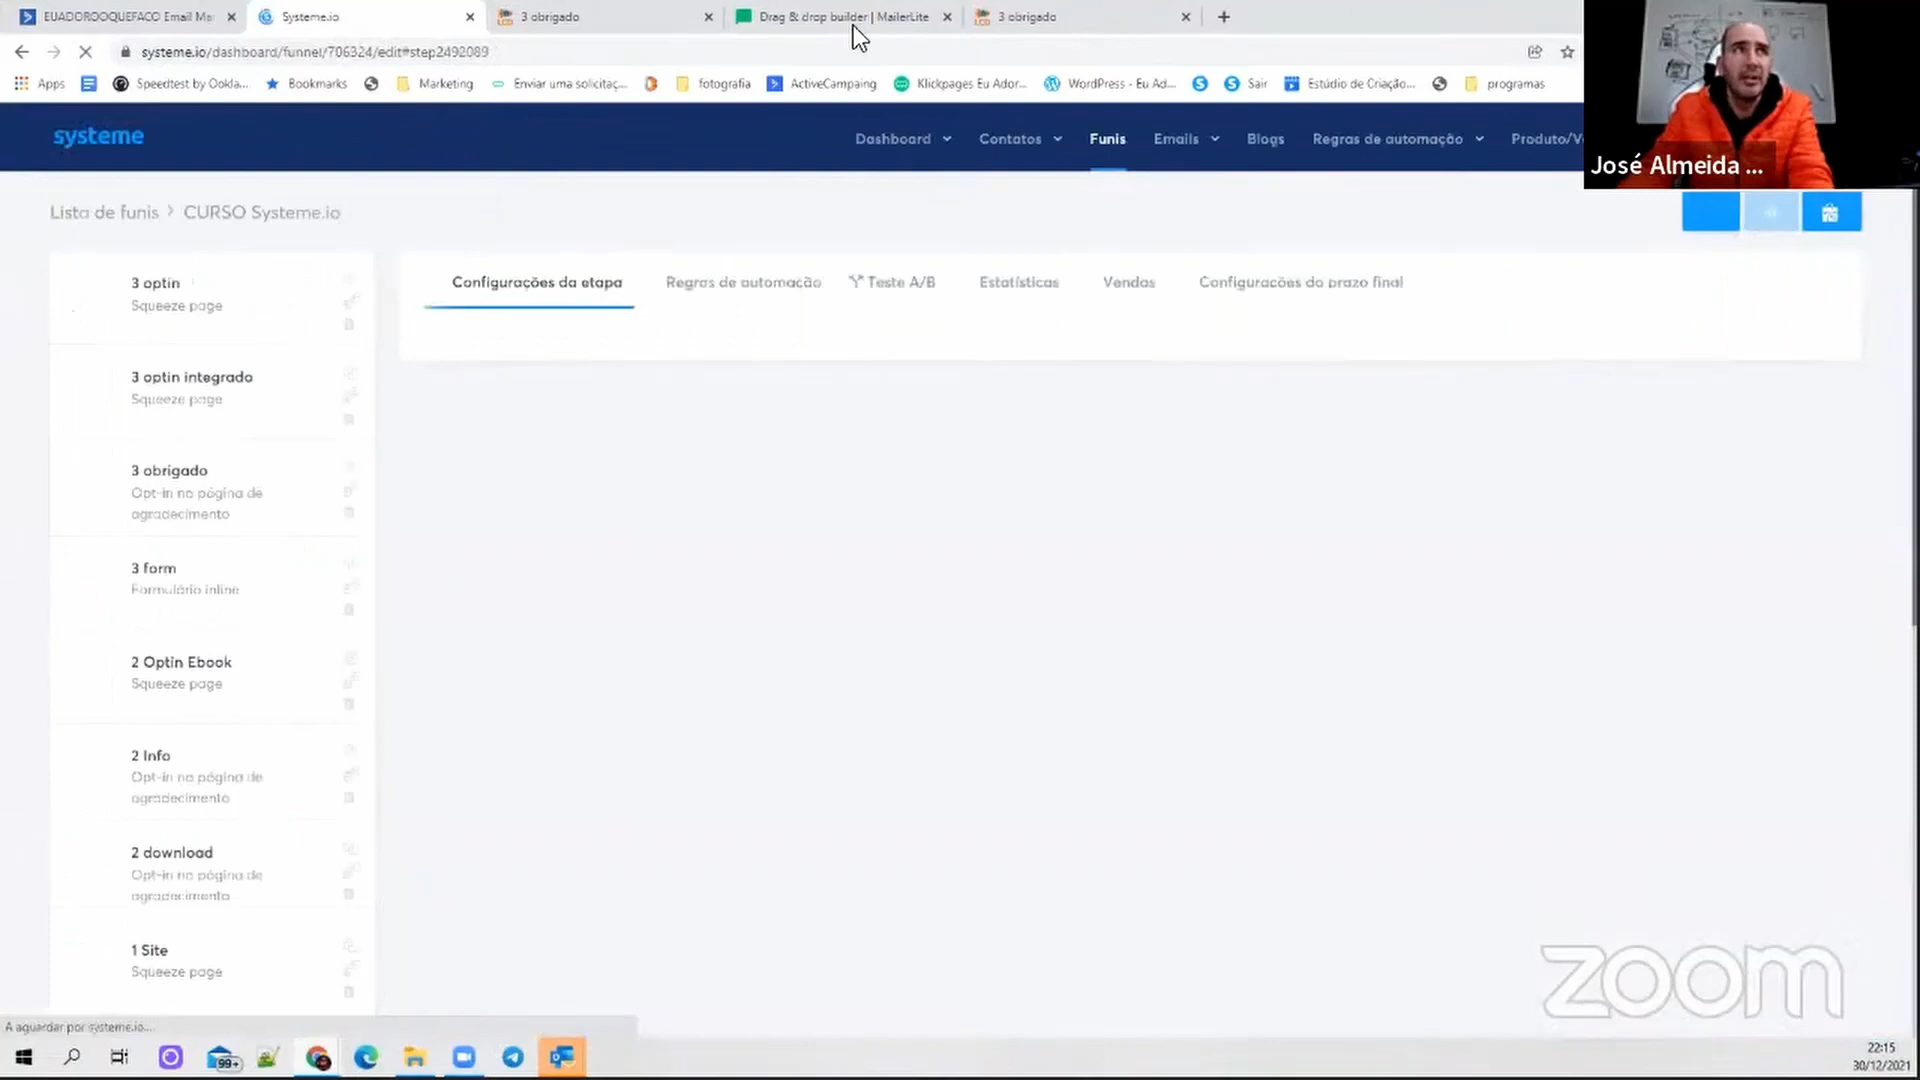 EUADOROOQUEFACO Email Ma
Systeme.io
3 obrigado
Drag & drop builder | MailerLite
3 obrigado
systeme.io/dashboard/funnel/706324/edit#step2492089
Apps
Speedtest by Ookla...
Bookmarks
Marketing
Enviar uma solicitaç...
fotografia
ActiveCampaing
Klickpages Eu Ador...
WordPress - Eu Ad...
Sair
Estúdio de Criação...
programas
systeme
Dashboard
Contatos
Funis
Emails
Blogs
Regras de automação
Produto/V
José Almeida ...
Lista de funis > CURSO Systeme.io
Configurações da etapa
Regras de automação
Teste A/B
Estatísticas
Vendas
Configurações do prazo final
3 optin
Squeeze page
3 optin integrado
Squeeze page
3 obrigado
Opt-in na página de
agradecimento
3 form
Formulário inline
2 Optin Ebook
Squeeze page
2 Info
Opt-in na página de
agradecimento
2 download
Opt-in na página de
agradecimento
1 Site
Squeeze page
zoom
A aguardar por systeme.io...
99+
22:15
30/12/2021